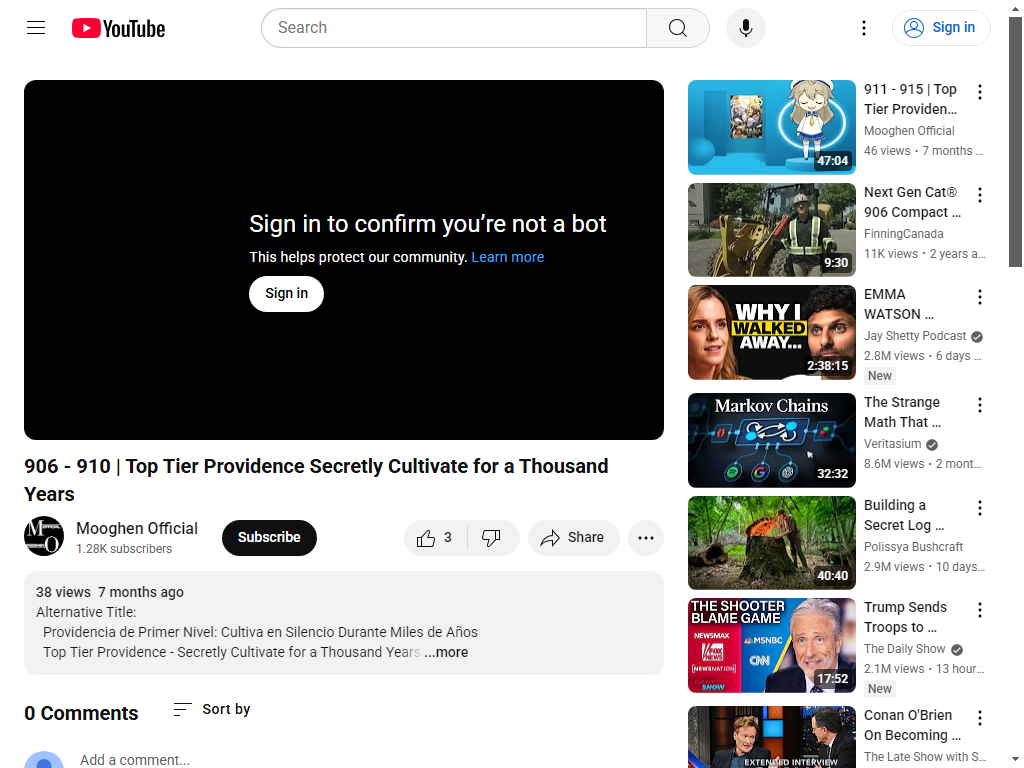 YouTube
Search
Sign in
Sign in to confirm you’re not a bot
This helps protect our community. Learn more
Sign in
906 - 910 | Top Tier Providence Secretly Cultivate for a Thousand
Years
Mooghen Official
1.28K subscribers
Subscribe
3
Share
38 views 7 months ago
Alternative Title:
Providencia de Primer Nivel: Cultiva en Silencio Durante Miles de Años
Top Tier Providence - Secretly Cultivate for a Thousand Years ...more
0 Comments
Sort by
Add a comment...
47:04
911 - 915 | Top
Tier Providen...
Mooghen Official
46 views • 7 months ...
9:30
Next Gen Cat®
906 Compact ...
FinningCanada
11K views • 2 years a...
WHY I
WALKED
AWAY...
2:38:15
EMMA
WATSON ...
Jay Shetty Podcast
2.8M views • 6 days ...
New
Markov Chains
32:32
The Strange
Math That ...
Veritasium
8.6M views • 2 mont...
40:40
Building a
Secret Log ...
Polissya Bushcraft
2.9M views • 10 days...
THE SHOOTER
BLAME GAME
NEWSMAX
MSNBC
FOX
NEWS
CNN
[NEWSNATION]
SHOW
17:52
Trump Sends
Troops to ...
The Daily Show
2.1M views • 13 hour...
New
EXTENDED INTERVIEW
Conan O'Brien
On Becoming ...
The Late Show with S...